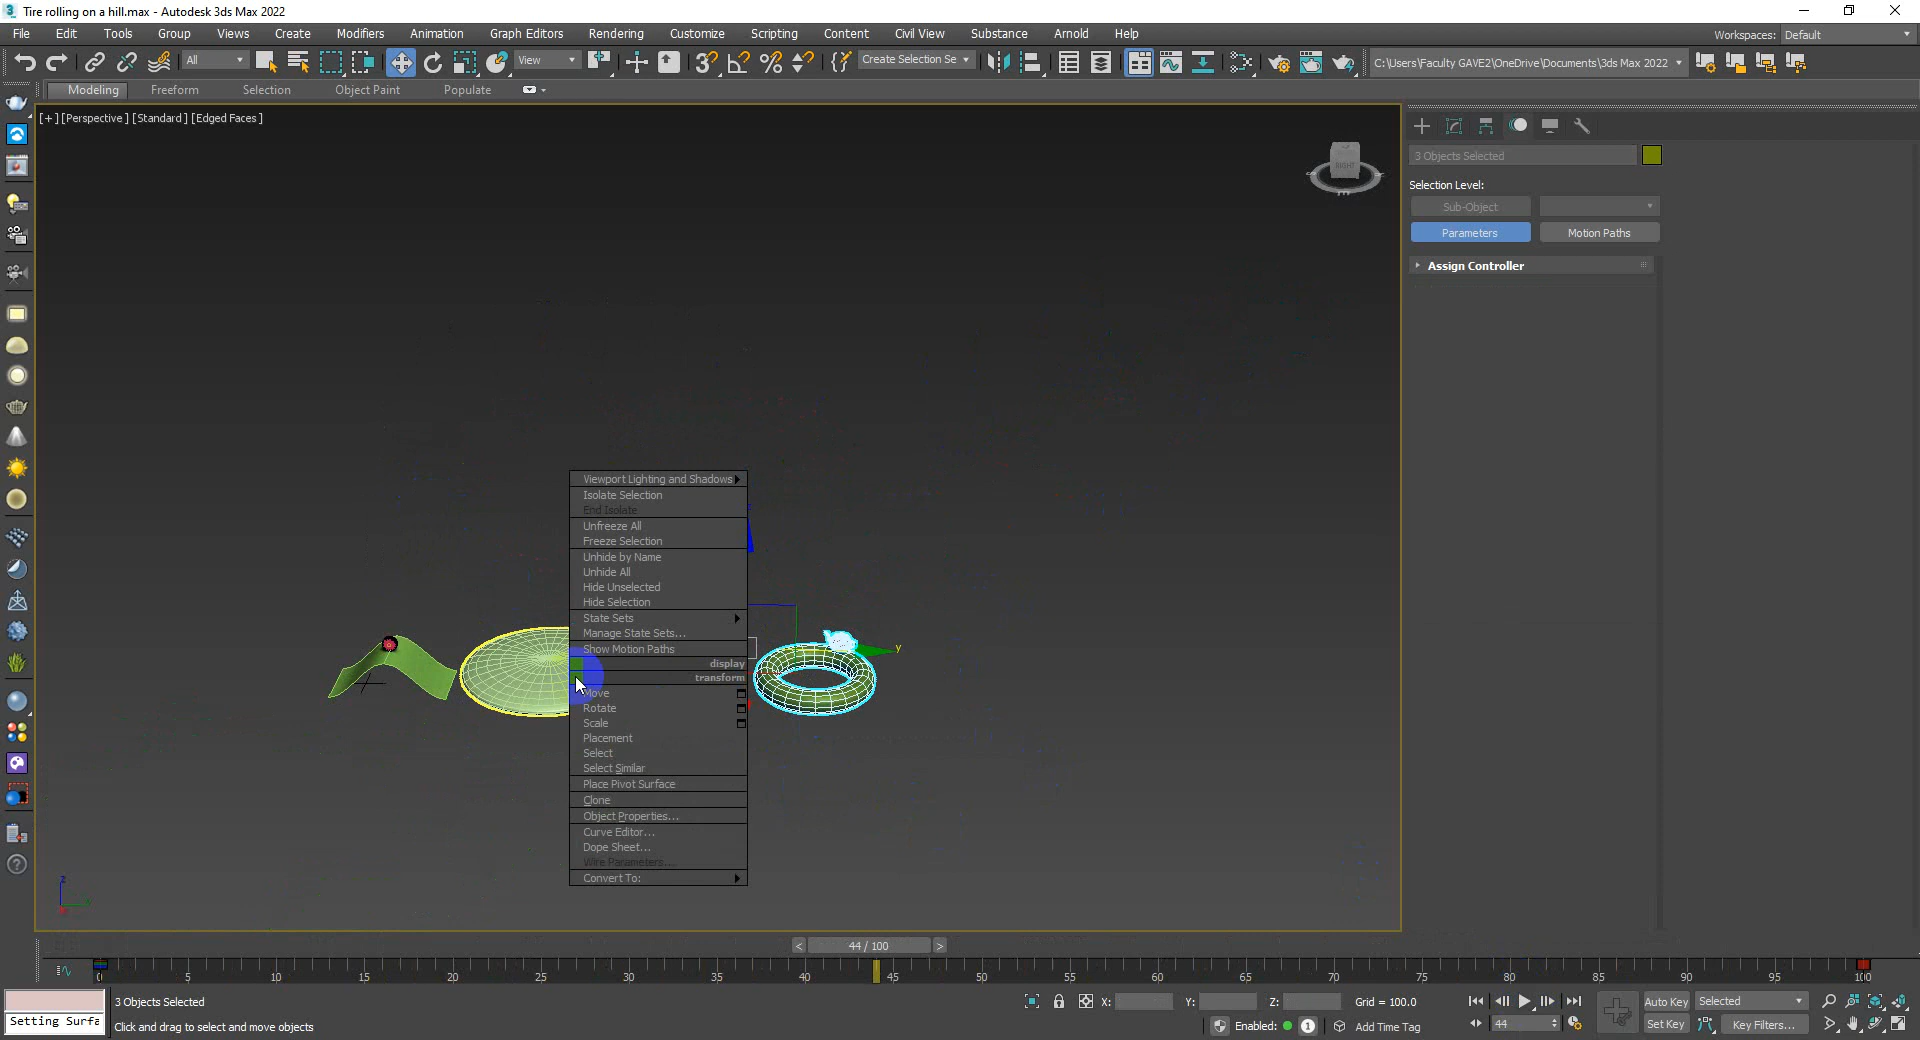 Tire rolling on a hill.max - Autodesk 3ds Max 2022
File Edit Tools Group Views Create Modifiers Animation Graph Editors Rendering Customize Scripting Content Civil View Substance Arnold Help
Workspaces: Default
All View Create Selection Se C:\Users\Faculty GAVE2\OneDrive\Documents\3ds Max 2022
Modeling Freeform Selection Object Paint Populate
[+] [Perspective] [Standard] [Edged Faces]
RIGHT
3 Objects Selected
Selection Level:
Sub-Object
Parameters Motion Paths
Assign Controller
Viewport Lighting and Shadows
Isolate Selection
End Isolate
Unfreeze All
Freeze Selection
Unhide by Name
Unhide All
Hide Unselected
Hide Selection
State Sets
Manage State Sets...
Show Motion Paths
display
transform
Move
Rotate
Scale
Placement
Select
Select Similar
Place Pivot Surface
Clone
Object Properties...
Curve Editor...
Dope Sheet...
Wire Parameters...
Convert To:
y
z
< 44 / 100 >
0 5 10 15 20 25 30 35 40 45 50 55 60 65 70 75 80 85 90 95 100
3 Objects Selected
X: Y: Z: Grid = 100.0
Auto Key Selected
Setting Surfa
Click and drag to select and move objects
Enabled: 1 Add Time Tag
44
Set Key Key Filters...